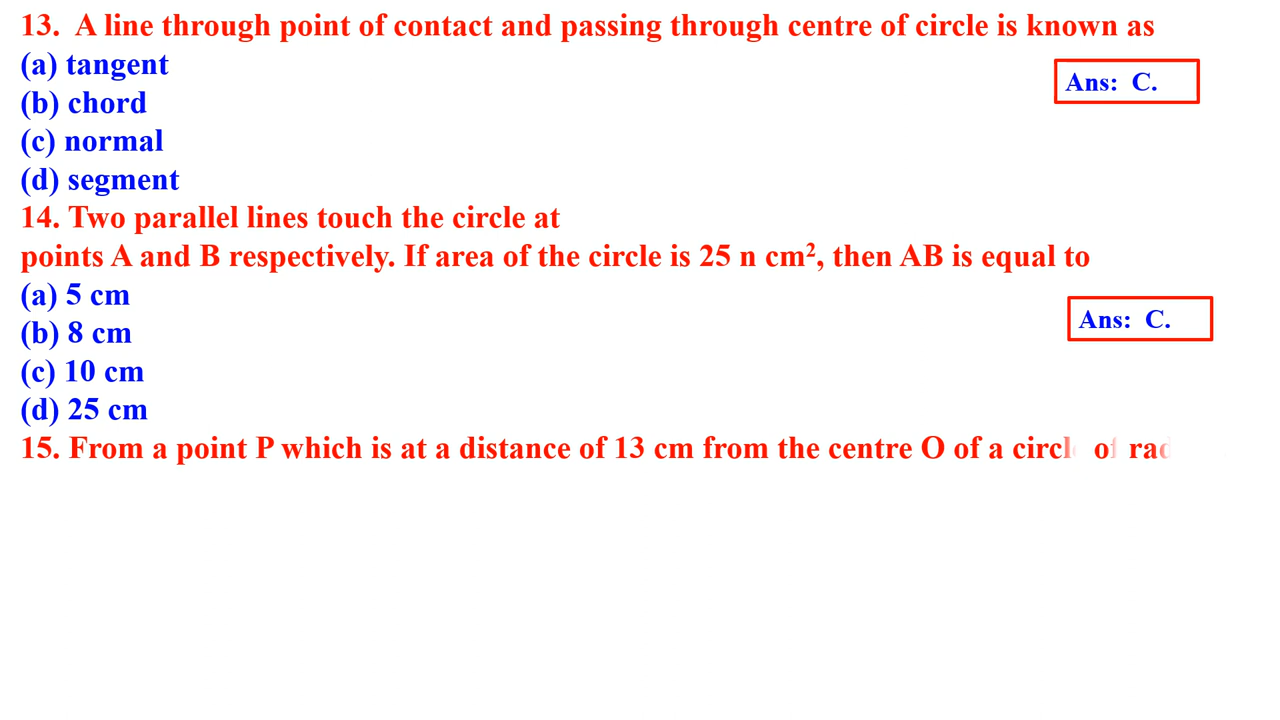 13. A line through point of contact and passing through centre of circle is known as
(a) tangent
Ans: C.
(b) chord
(c) normal
(d) segment
14. Two parallel lines touch the circle at
points A and B respectively. If area of the circle is 25 n cm², then AB is equal to
(a) 5 cm
Ans: C.
(b) 8 cm
(c) 10 cm
(d) 25 cm
15. From a point P which is at a distance of 13 cm from the centre O of a circle of